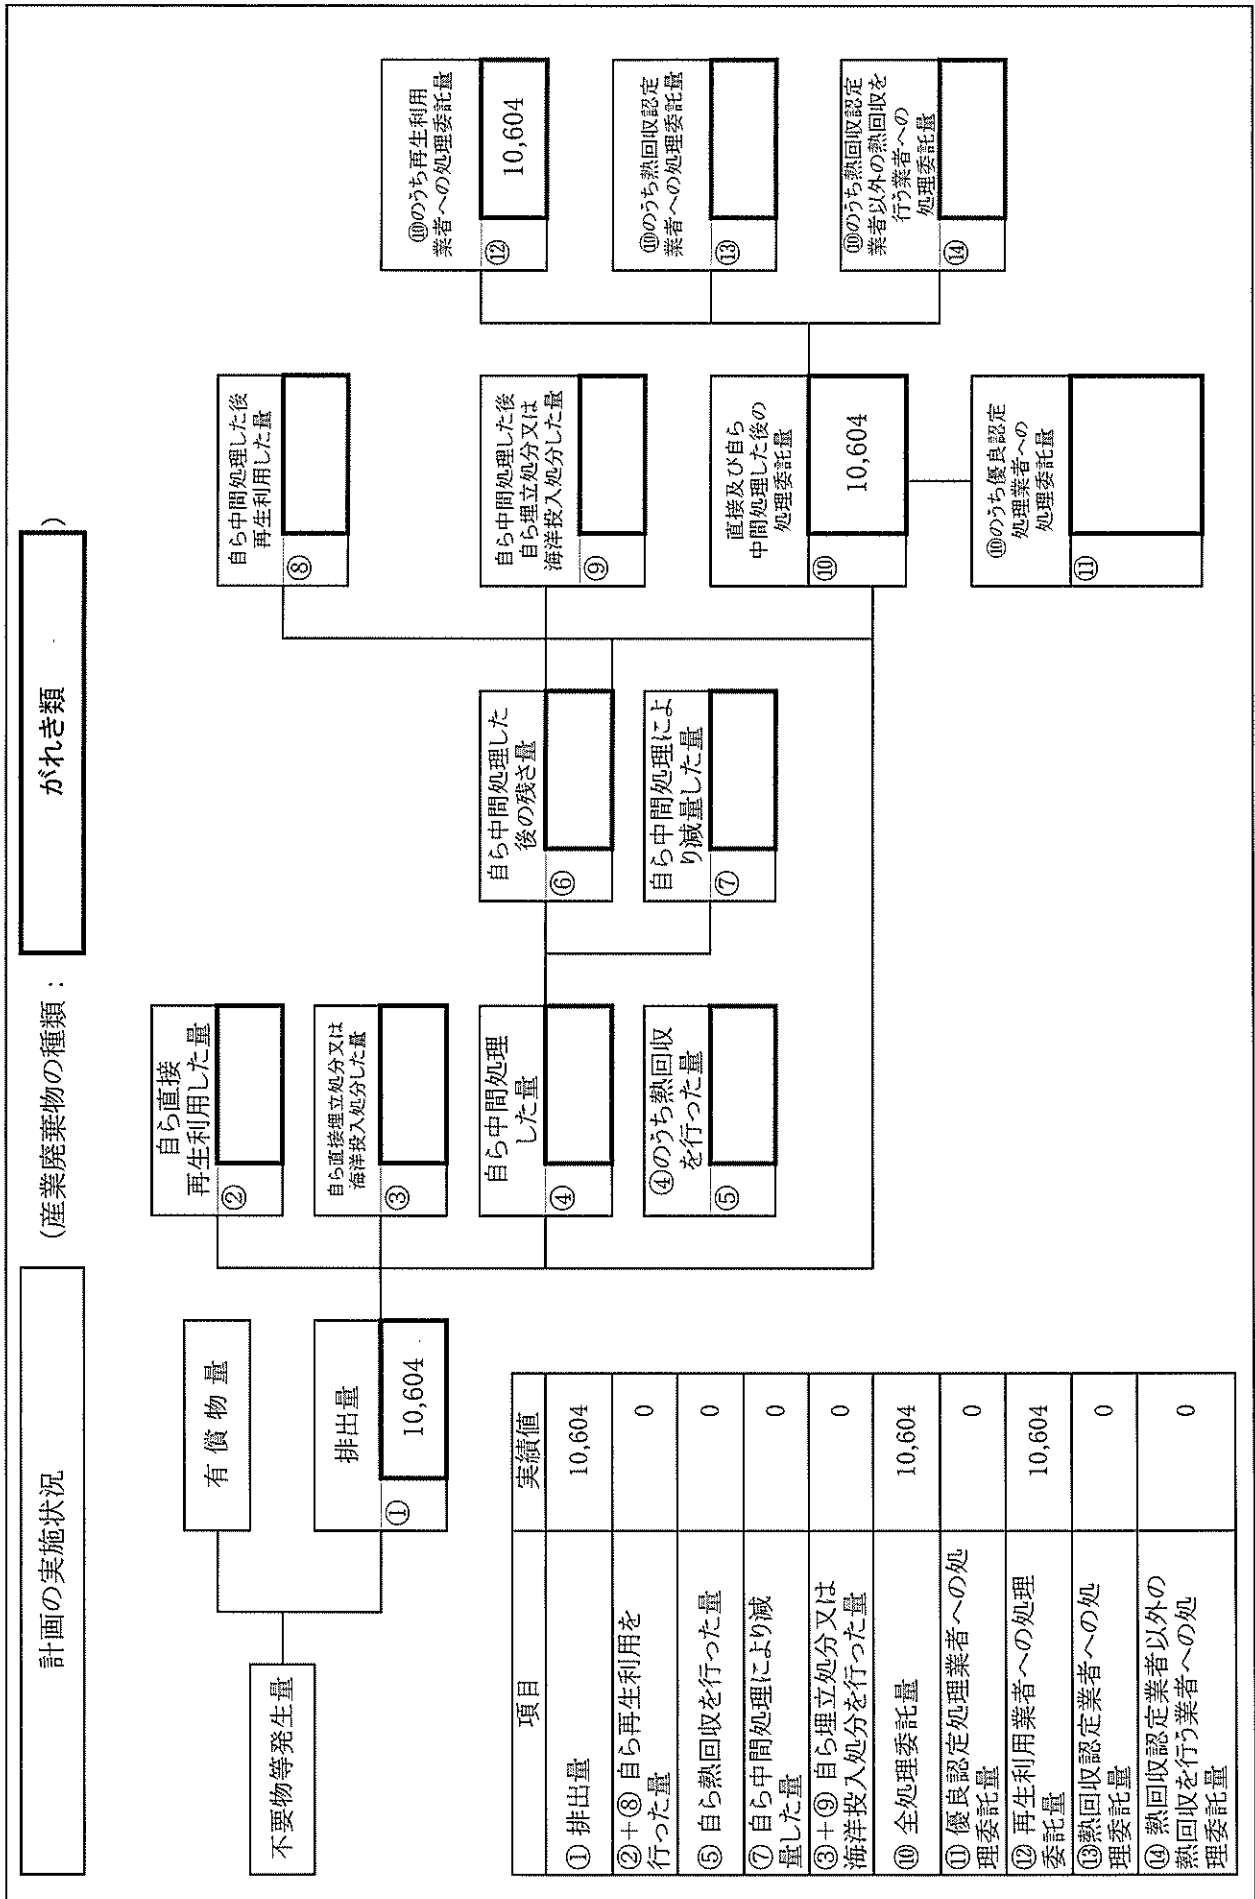 計画の実施状況
(産業廃棄物の種類：
がれき類
)
不要物等発生量
有償物量
排出量
①
10,604
自ら直接
再生利用した量
②
自ら直接埋立処分又は
海洋投入処分した量
③
自ら中間処理
した量
④
④のうち熱回収
を行った量
⑤
自ら中間処理した
後の残さ量
⑥
自ら中間処理によ
り減量した量
⑦
自ら中間処理した後
再生利用した量
⑧
自ら中間処理した後
自ら埋立処分又は
海洋投入処分した量
⑨
直接及び自ら
中間処理した後の
処理委託量
⑩
10,604
⑩のうち優良認定
処理業者への
処理委託量
⑪
⑩のうち再生利用
業者への処理委託量
⑫
10,604
⑩のうち熱回収認定
業者への処理委託量
⑬
⑩のうち熱回収認定
業者以外の熱回収を
行う業者への
処理委託量
⑭
項目
実績値
① 排出量
10,604
②+⑧ 自ら再生利用を
行った量
0
⑤ 自ら熱回収を行った量
0
⑦ 自ら中間処理により減
量した量
0
③+⑨ 自ら埋立処分又は
海洋投入処分を行った量
0
⑩ 全処理委託量
10,604
⑪ 優良認定処理業者への処
理委託量
0
⑫ 再生利用業者への処理
委託量
10,604
⑬熱回収認定業者への処
理委託量
0
⑭ 熱回収認定業者以外の
熱回収を行う業者への処
理委託量
0